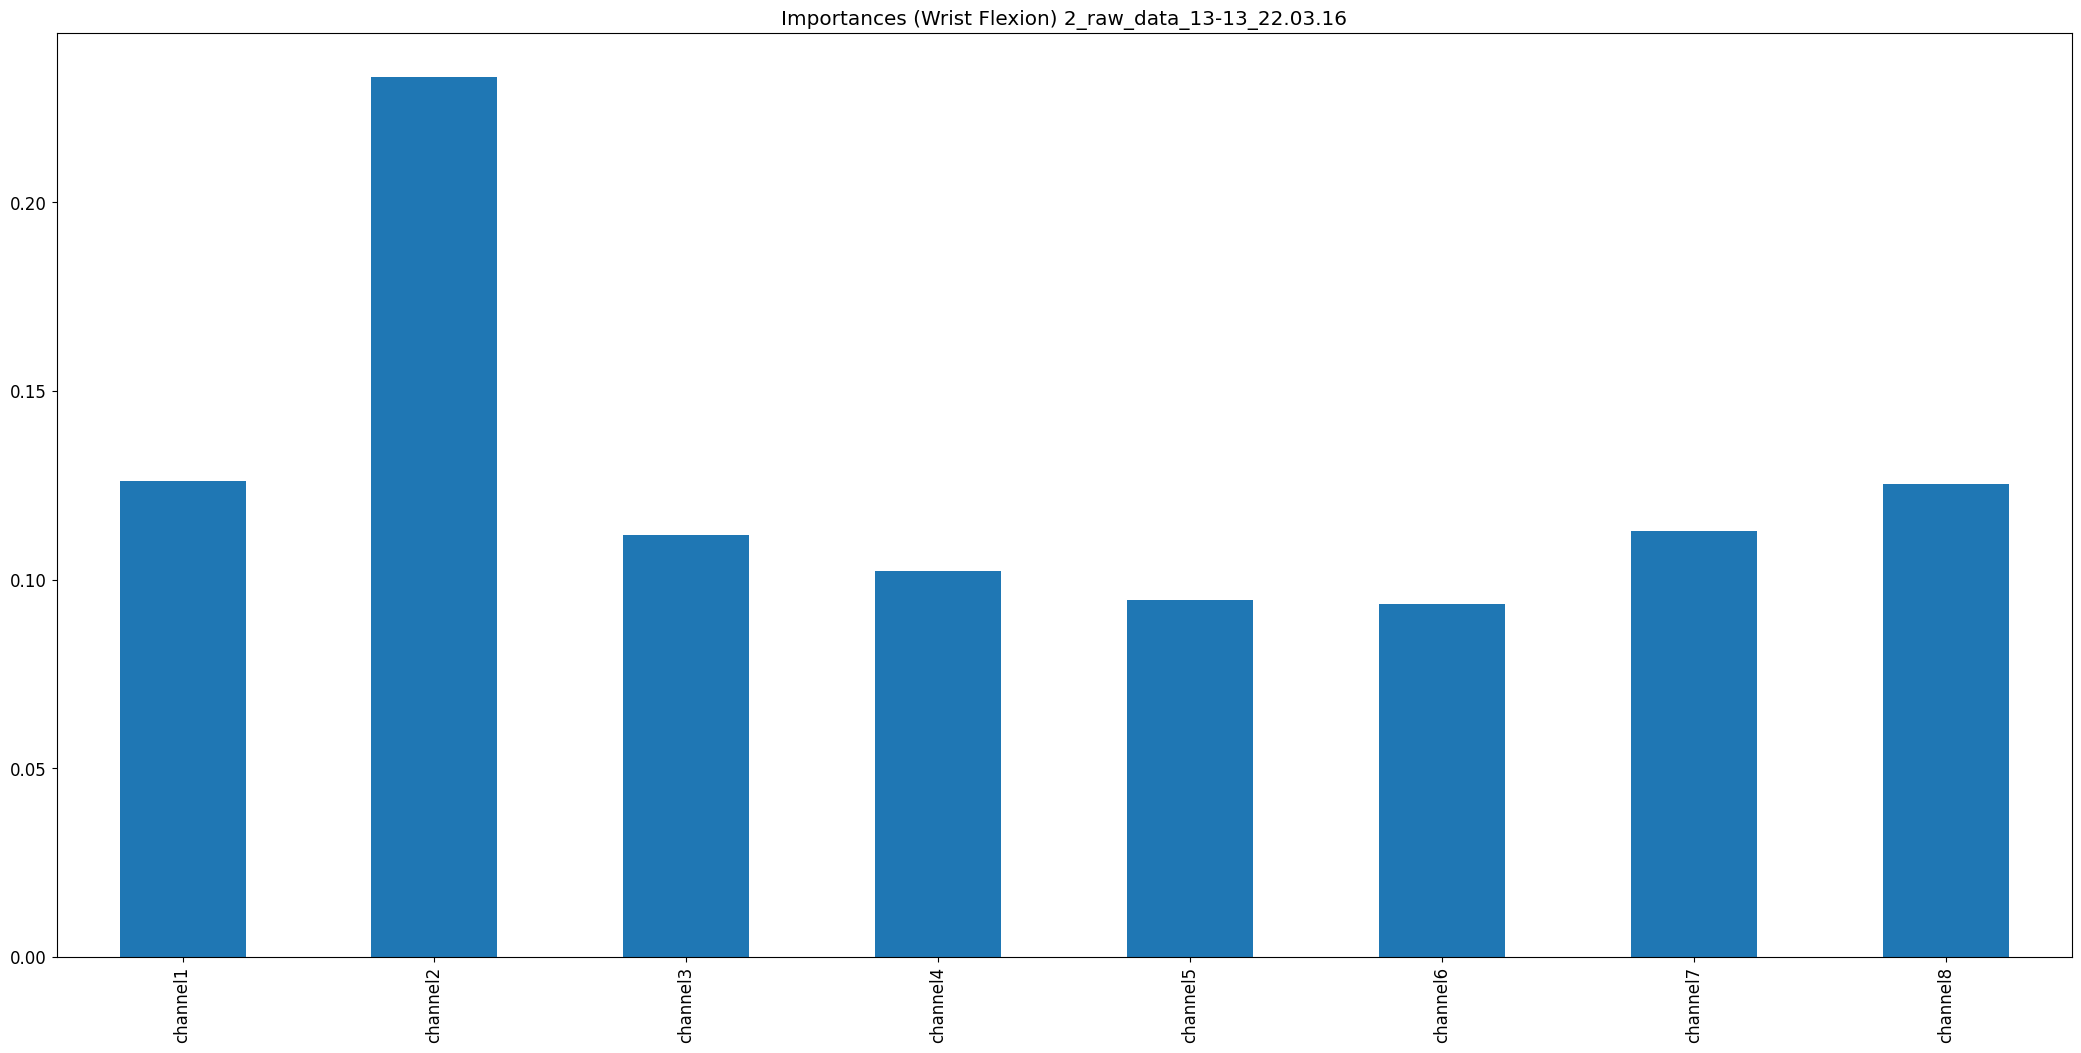 Importances (Wrist Flexion) 2_raw_data_13-13_22.03.16
0.20
0.15
0.10
0.05
0.00
channel1
channel2
channel3
channel4
channel5
channel6
channel7
channel8